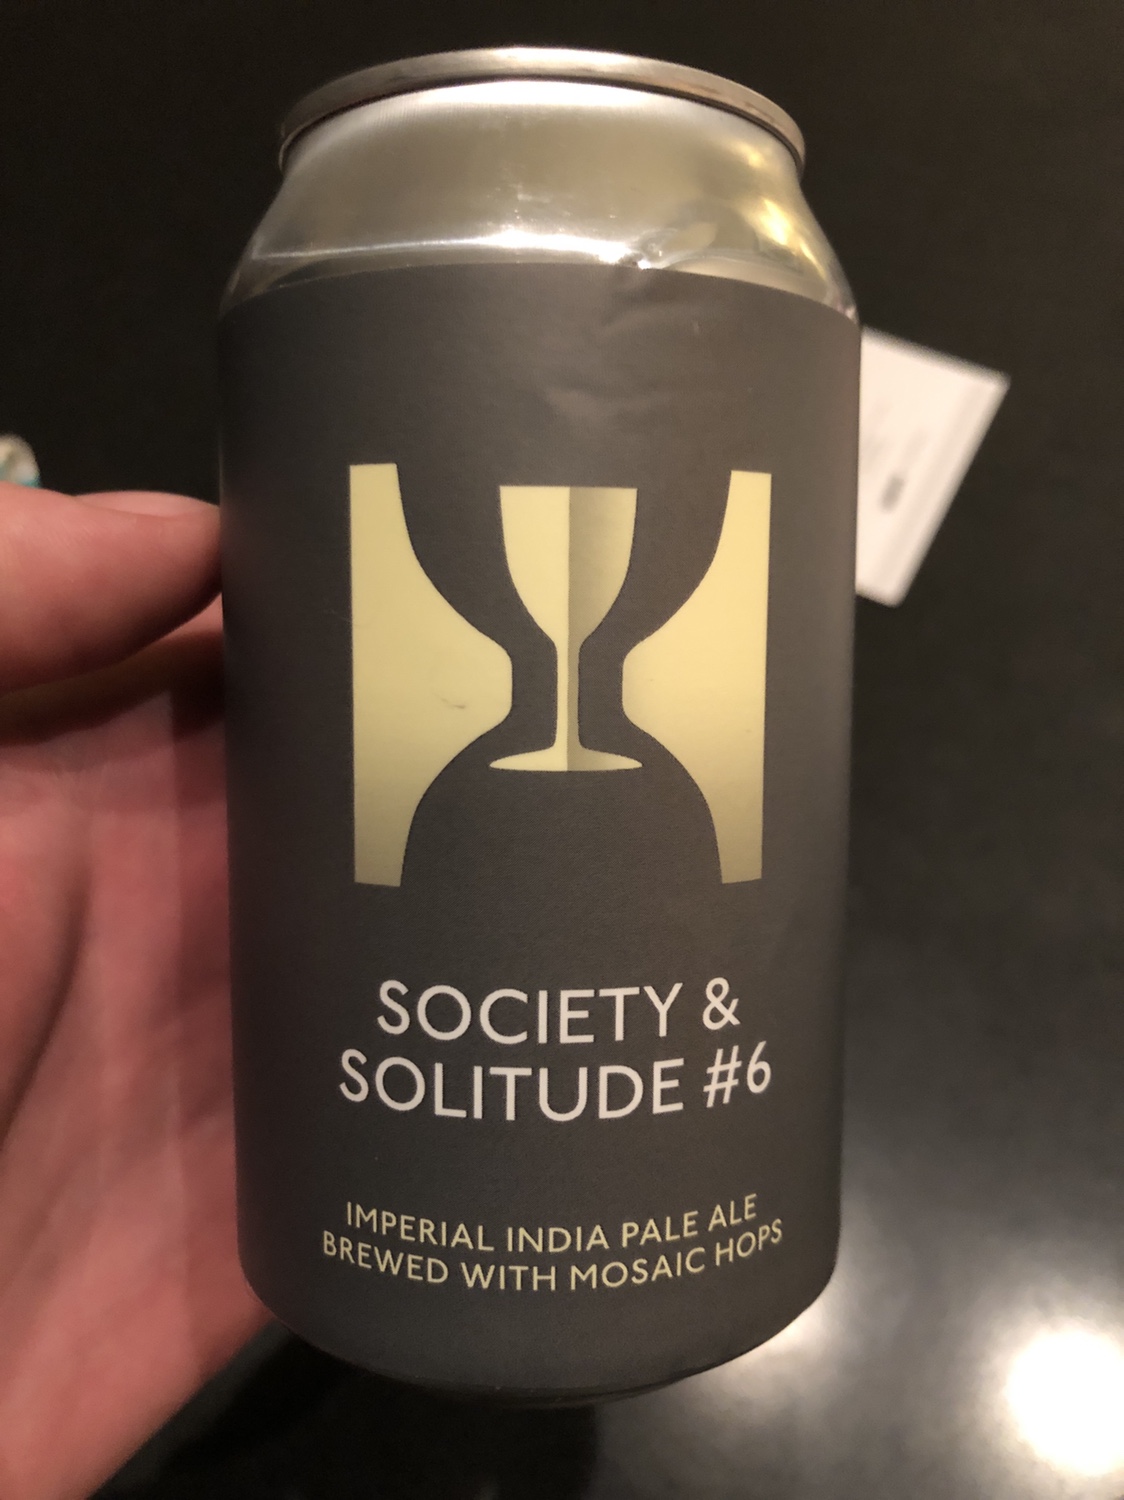 SOCIETY &
SOLITUDE #6
IMPERIAL INDIA PALE ALE
BREWED WITH MOSAIC HOPS